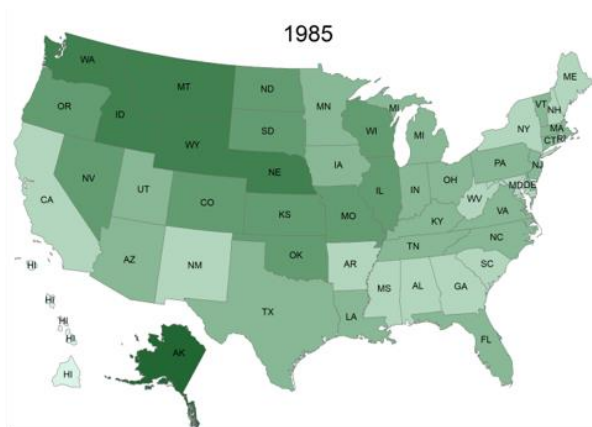 1985
WA
MT
ND
MN
MI
ME
VT
NH
NY
MA
CT
RI
OR
ID
WY
SD
WI
MI
IA
NE
PA
NJ
MD
DE
NV
UT
CO
KS
MO
IL
IN
OH
WV
VA
KY
CA
AZ
NM
OK
AR
TN
NC
SC
MS
AL
GA
TX
LA
FL
HI
HI
HI
HI
HI
AK